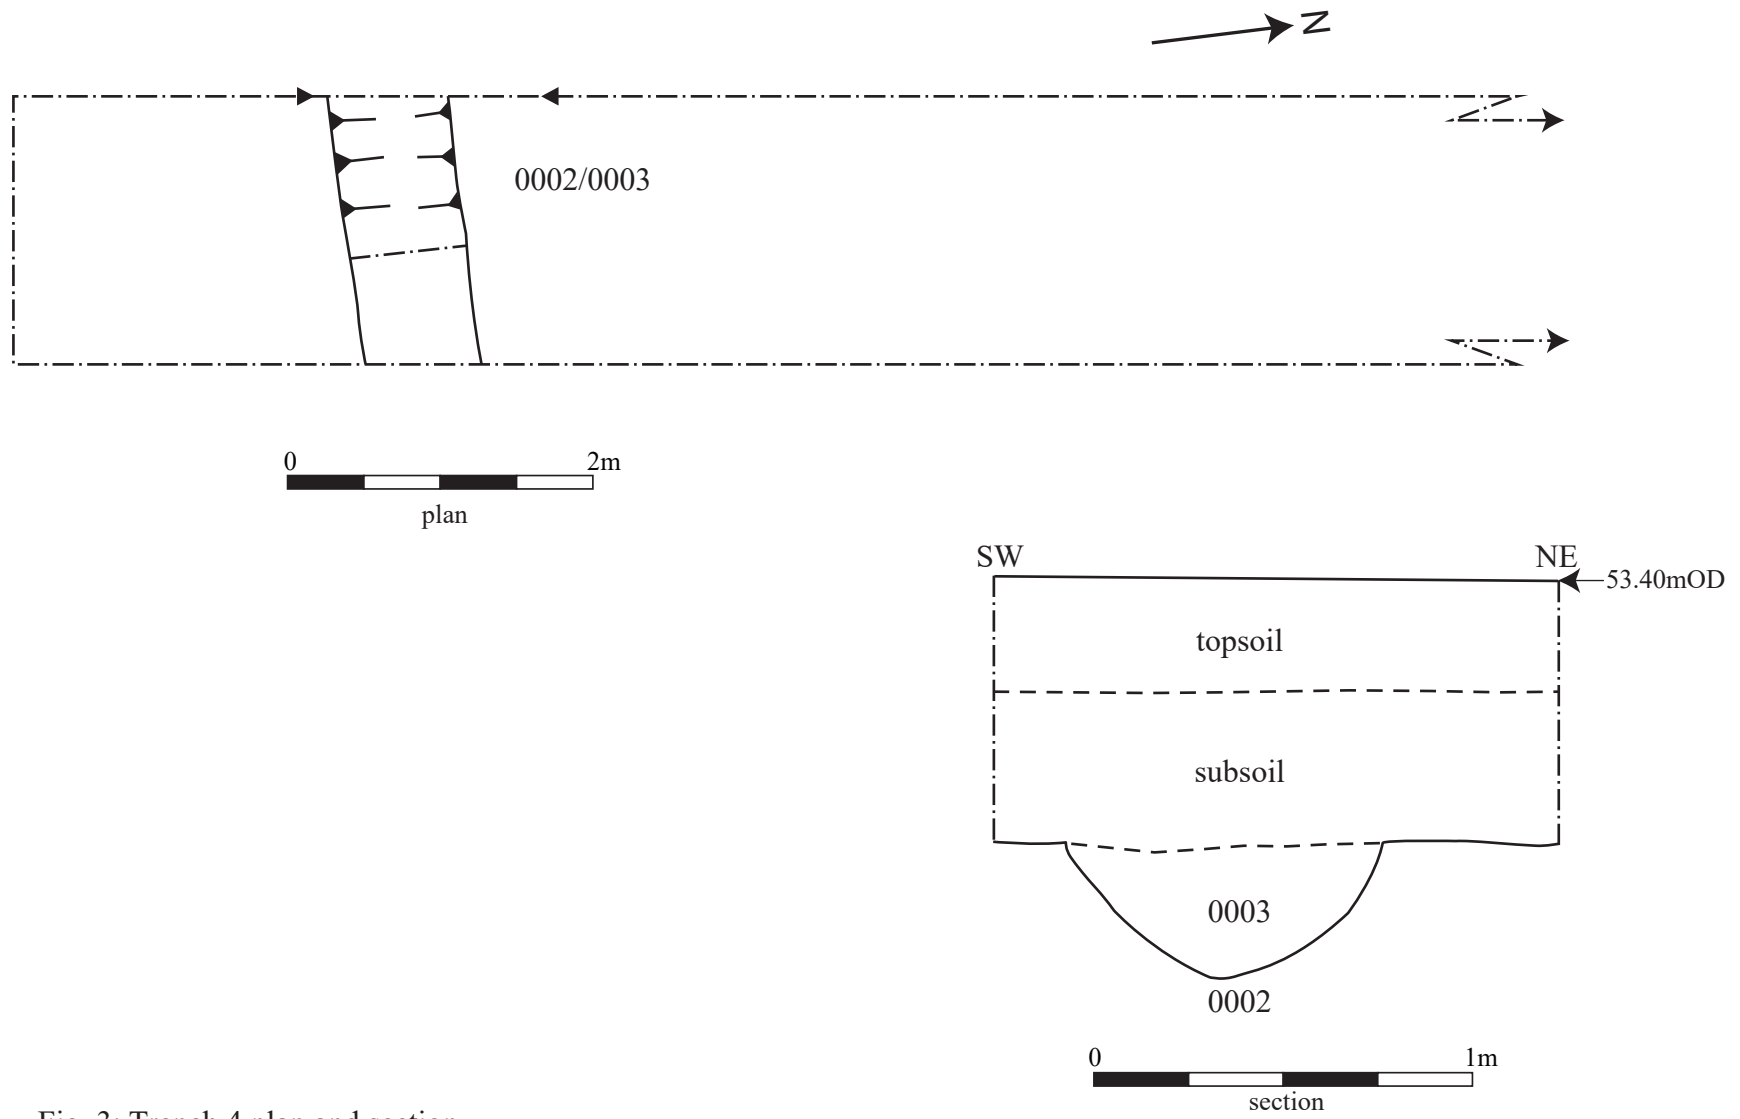 N
0002/0003
0 2m
plan
SW NE
53.40mOD
topsoil
subsoil
0003
0002
0 1m
section
Fig. 3: Trench 4 plan and section